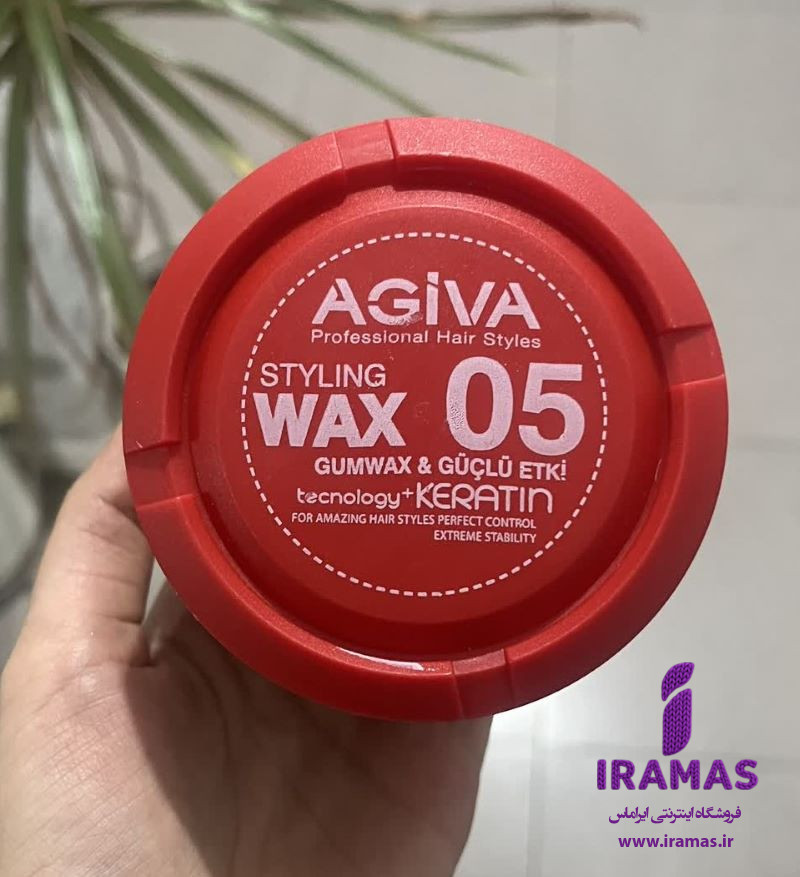 AGiVA
Professional Hair Styles
STYLING
WAX 05
GUMWAX & GÜÇLÜ ETKİ
tecnology+KERATIN
FOR AMAZING HAIR STYLES PERFECT CONTROL
EXTREME STABILITY
IRAMAS
فروشگاه اینترنتی ایراماس
www.iramas.ir